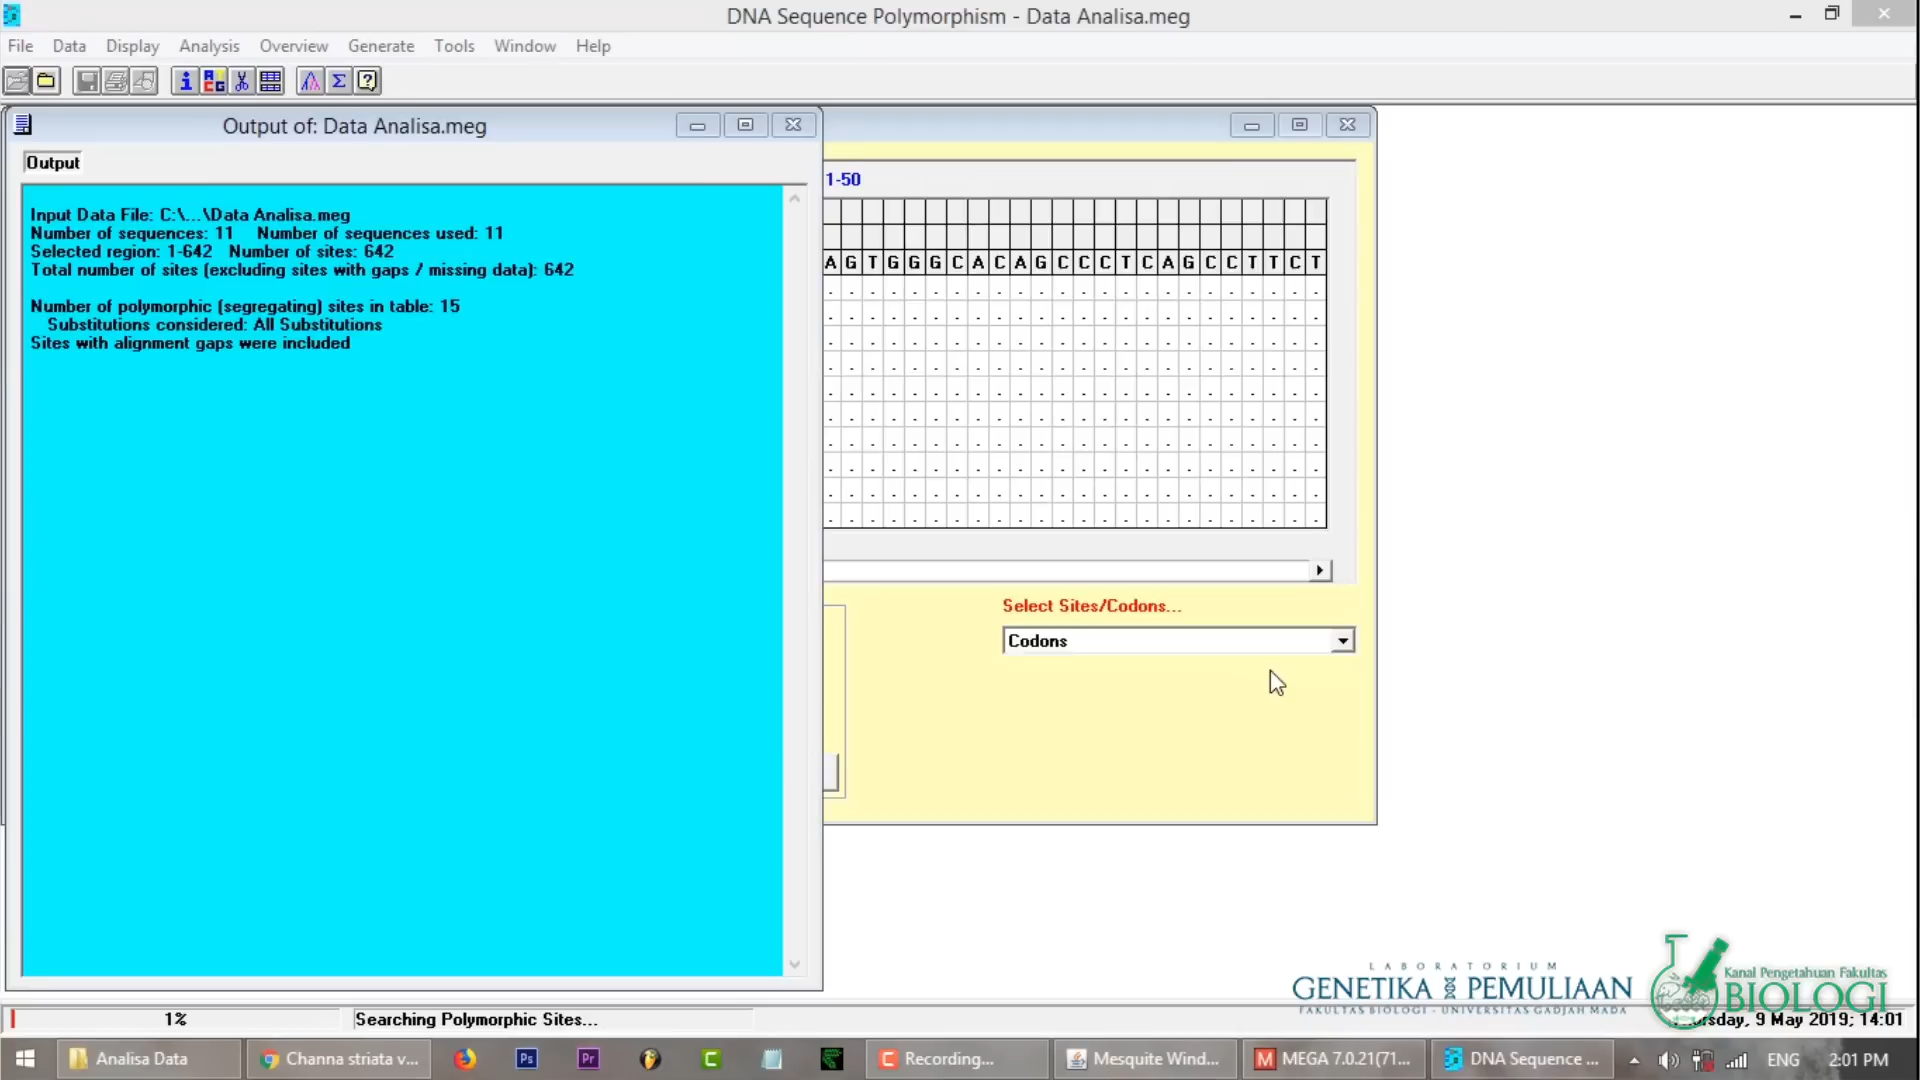 DNA Sequence Polymorphism - Data Analisa.meg
File Data Display Analysis Overview Generate Tools Window Help
Output of: Data Analisa.meg
Output
Input Data File: C:\...\Data Analisa.meg
Number of sequences: 11 Number of sequences used: 11
Selected region: 1-642 Number of sites: 642
Total number of sites (excluding sites with gaps / missing data): 642
Number of polymorphic (segregating) sites in table: 15
Substitutions considered: All Substitutions
Sites with alignment gaps were included
1-50
A G T G G G C A C A G C C C T C A G C C T T C T
Select Sites/Codons...
Codons
LABORATORIUM
GENETIKA PEMULIAAN
FAKULTAS BIOLOGI - UNIVERSITAS GADJAH MADA
Kanal Pengetahuan Fakultas
BIOLOGI
1%
Searching Polymorphic Sites...
sday, 9 May 2019; 14:01
Analisa Data
Channa striata v...
Ps
Pr
C
Recording...
Mesquite Wind...
M MEGA 7.0.21(71...
DNA Sequence ...
ENG
2:01 PM